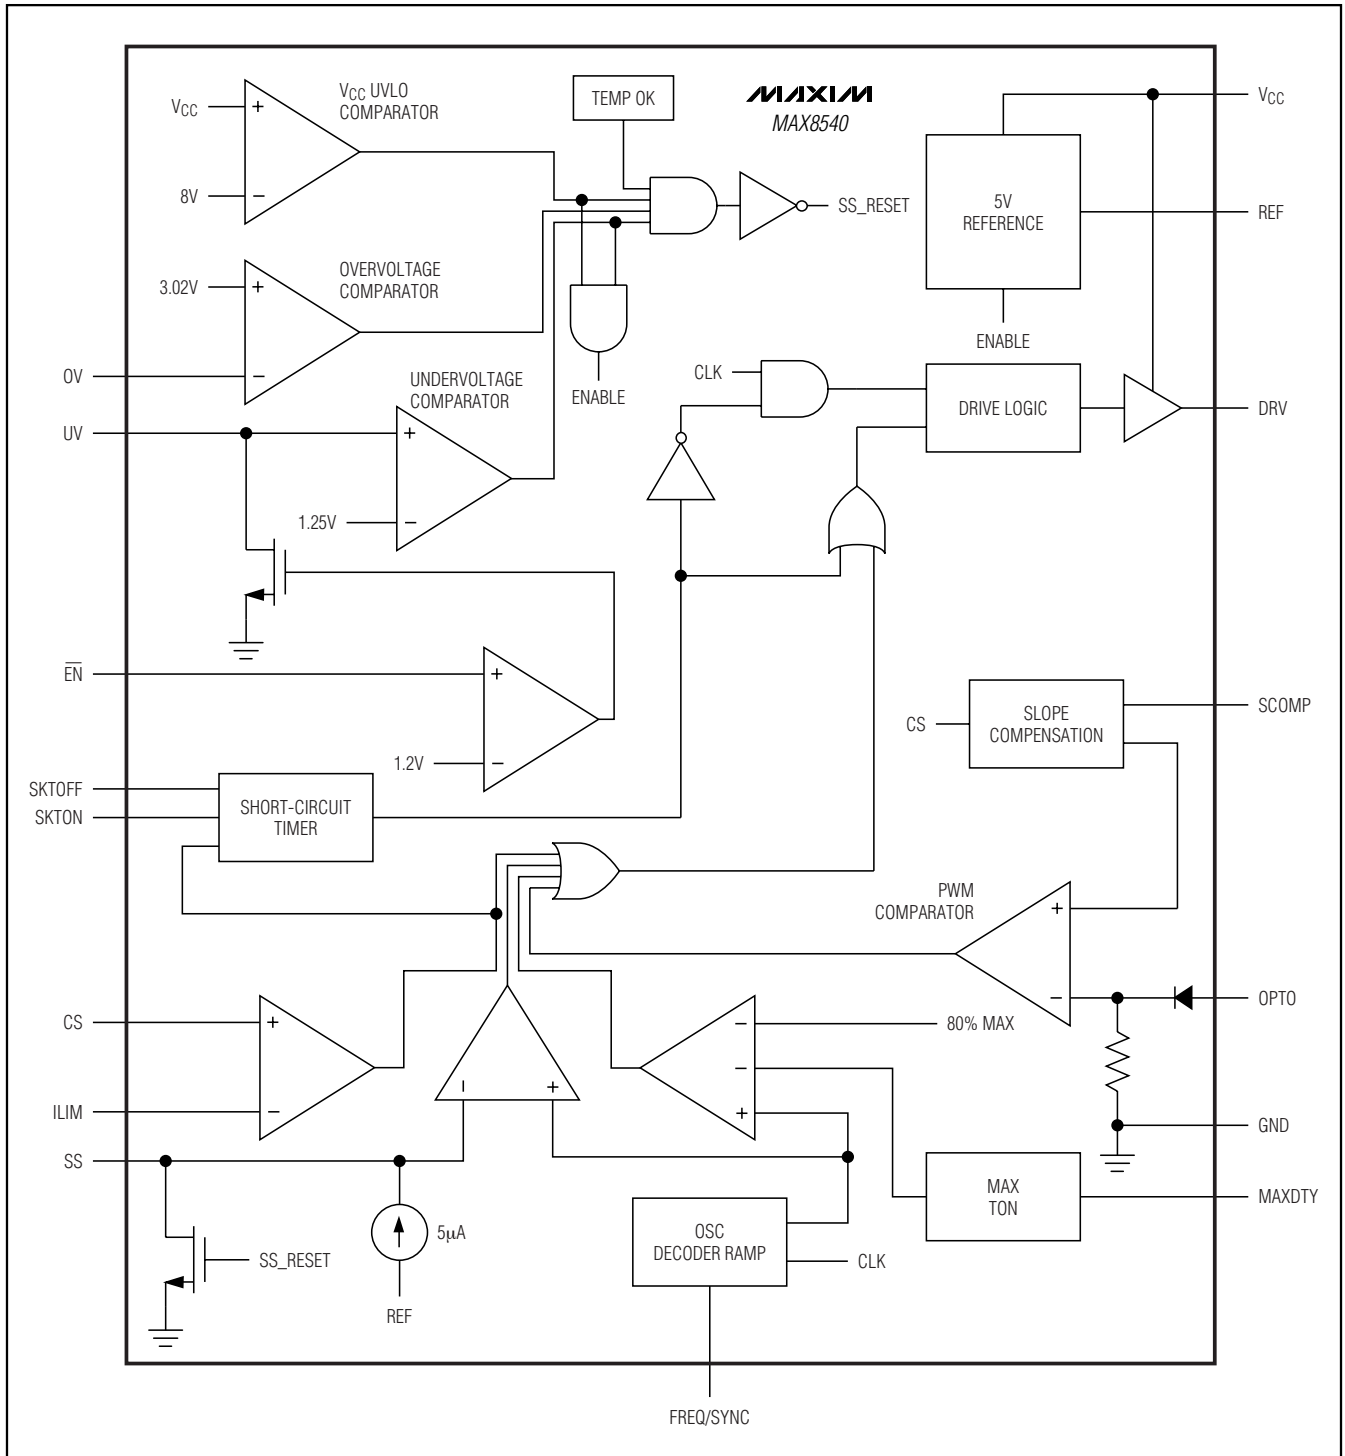 VCC
8V
VCC UVLO
COMPARATOR
TEMP OK
MAXIM
MAX8540
SS_RESET
5V
REFERENCE
ENABLE
VCC
REF
3.02V
OVERVOLTAGE
COMPARATOR
OV
UV
UNDERVOLTAGE
COMPARATOR
1.25V
ENABLE
CLK
DRIVE LOGIC
DRV
EN
1.2V
SKTOFF
SKTON
SHORT-CIRCUIT
TIMER
CS
SLOPE
COMPENSATION
SCOMP
PWM
COMPARATOR
OPTO
GND
80% MAX
CS
ILIM
SS
SS_RESET
5μA
REF
OSC
DECODER RAMP
CLK
MAX
TON
MAXDTY
FREQ/SYNC
+
−
+
−
+
−
+
−
+
−
−
+
−
−
+
+
−